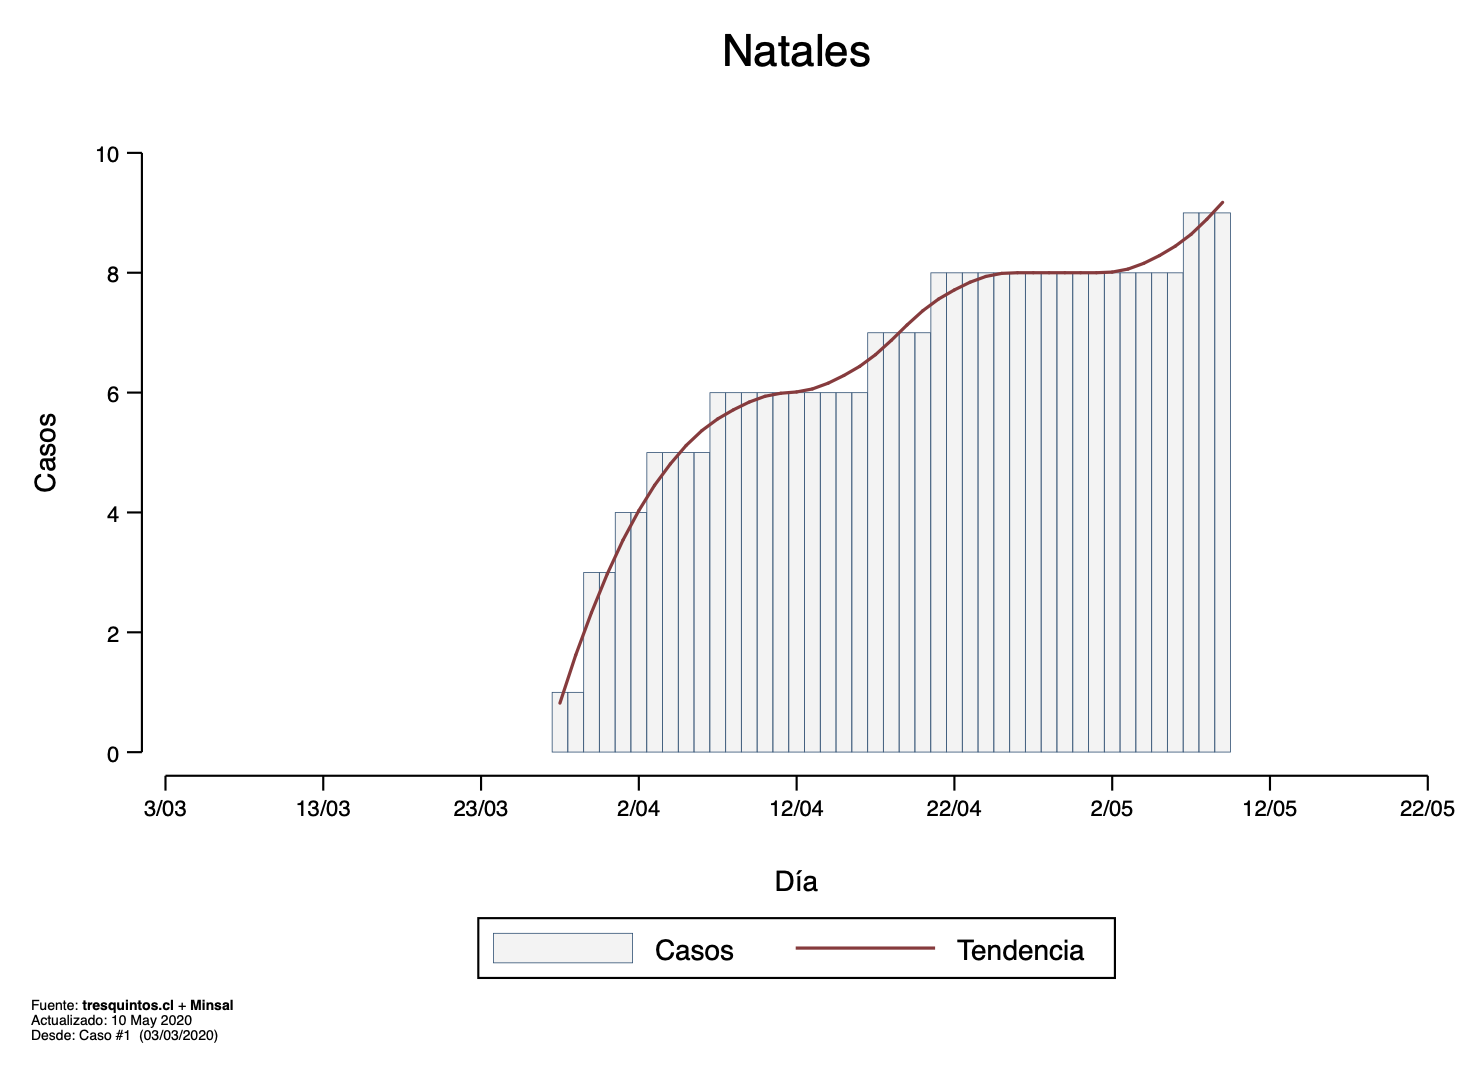 Natales
10
8
6
4
2
0
Casos
3/03 13/03 23/03 2/04 12/04 22/04 2/05 12/05 22/05
Día
Casos Tendencia
Fuente: tresquintos.cl + Minsal
Actualizado: 10 May 2020
Desde: Caso #1 (03/03/2020)